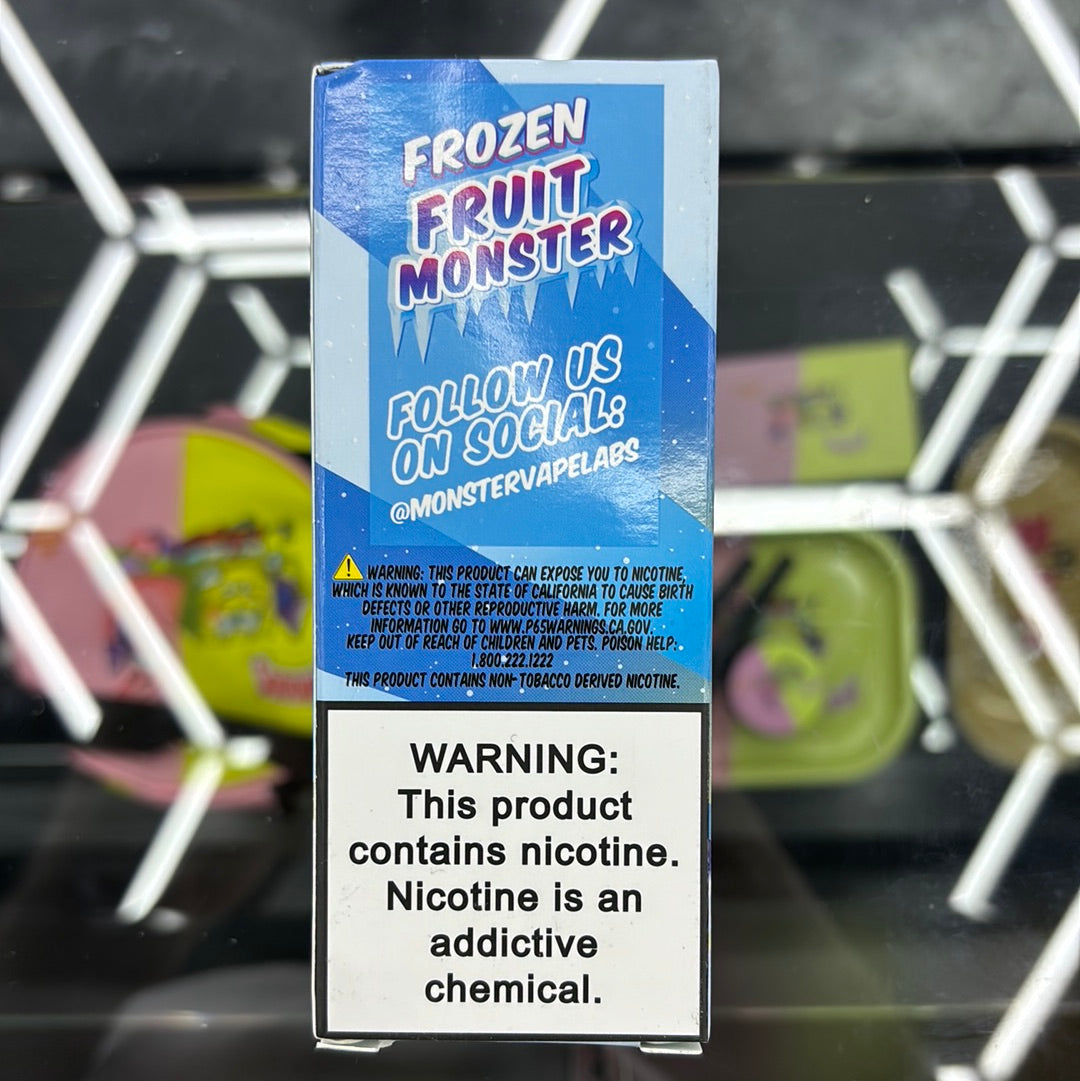 FROZEN
FRUIT
MONSTER
FOLLOW US
ON SOCIAL:
@MONSTERVAPELABS
WARNING: THIS PRODUCT CAN EXPOSE YOU TO NICOTINE,
WHICH IS KNOWN TO THE STATE OF CALIFORNIA TO CAUSE BIRTH
DEFECTS OR OTHER REPRODUCTIVE HARM. FOR MORE
INFORMATION GO TO WWW.P65WARNINGS.CA.GOV.
KEEP OUT OF REACH OF CHILDREN AND PETS. POISON HELP:
1.800.222.1222
THIS PRODUCT CONTAINS NON-TOBACCO DERIVED NICOTINE.
WARNING:
This product
contains nicotine.
Nicotine is an
addictive
chemical.